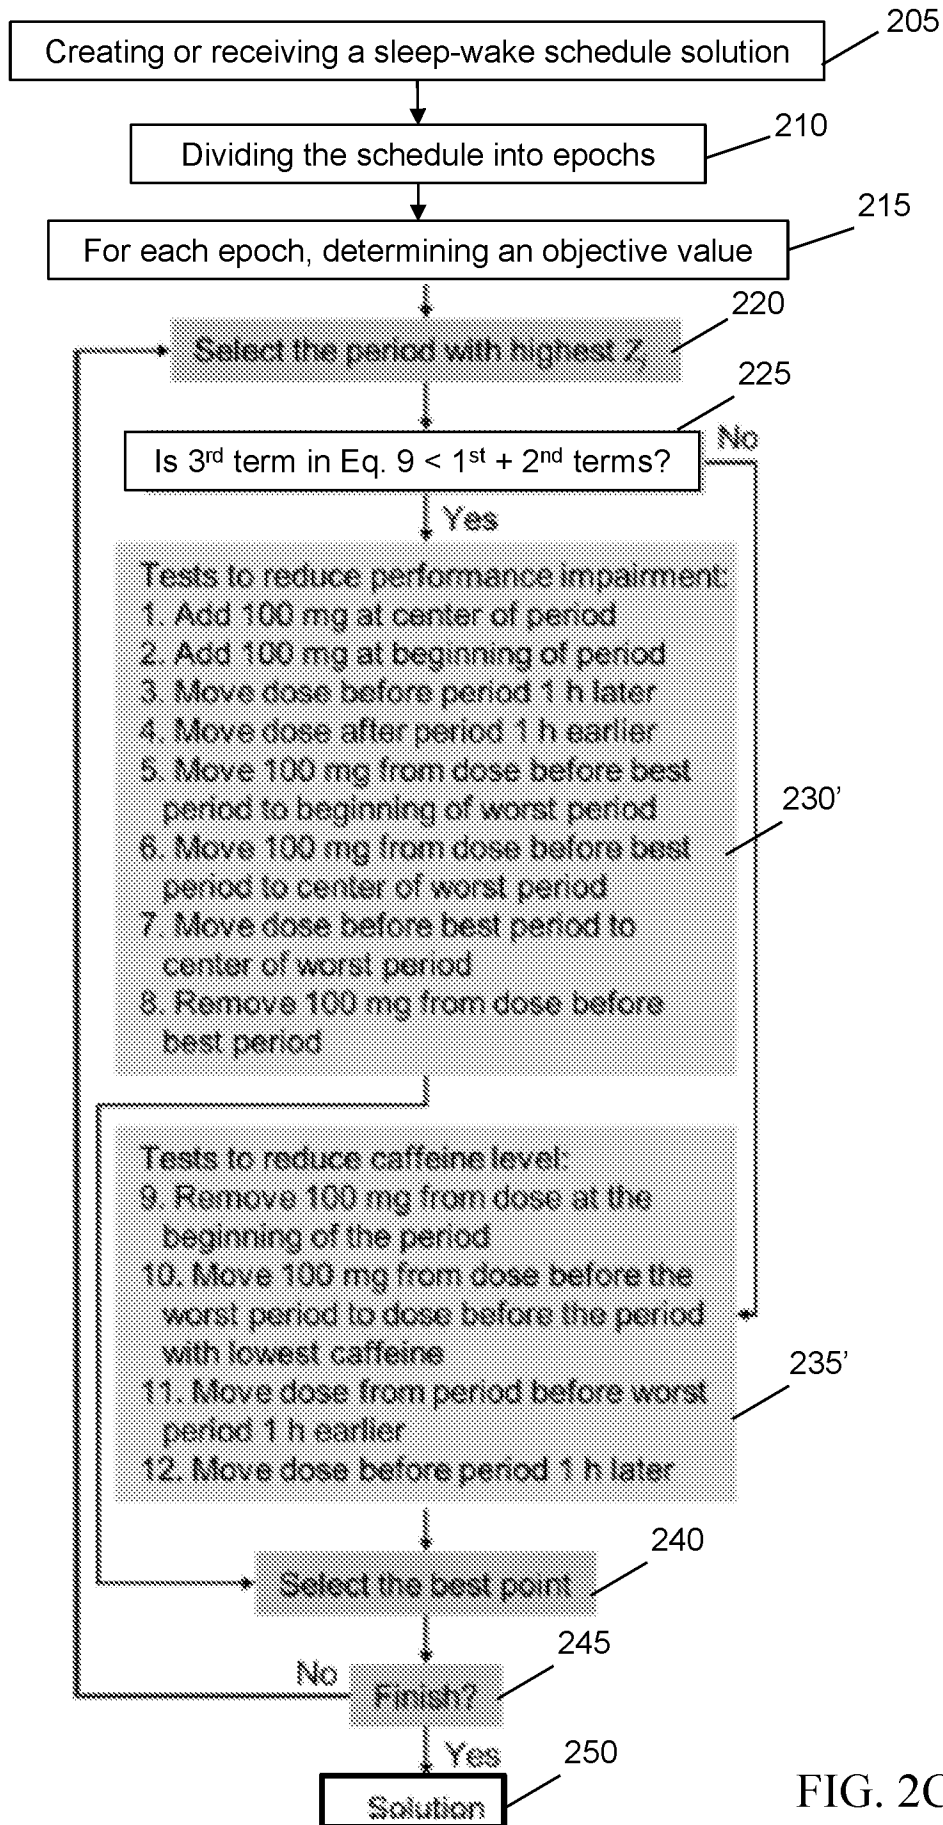 Creating or receiving a sleep-wake schedule solution
205
Dividing the schedule into epochs
210
For each epoch, determining an objective value
215
220
Select the period with highest Zj
225
Is 3rd term in Eq. 9 < 1st + 2nd terms?
No
Yes
Tests to reduce performance impairment:
1. Add 100 mg at center of period
2. Add 100 mg at beginning of period
3. Move dose before period 1 h later
4. Move dose after period 1 h earlier
5. Move 100 mg from dose before best
period to beginning of worst period
6. Move 100 mg from dose before best
period to center of worst period
7. Move dose before best period to
center of worst period
8. Remove 100 mg from dose before
best period
230’
Tests to reduce caffeine level:
9. Remove 100 mg from dose at the
beginning of the period
10. Move 100 mg from dose before the
worst period to dose before the period
with lowest caffeine
11. Move dose from period before worst
period 1 h earlier
12. Move dose before period 1 h later
235’
240
Select the best point
245
No
Finish?
Yes
250
Solution
FIG. 2C